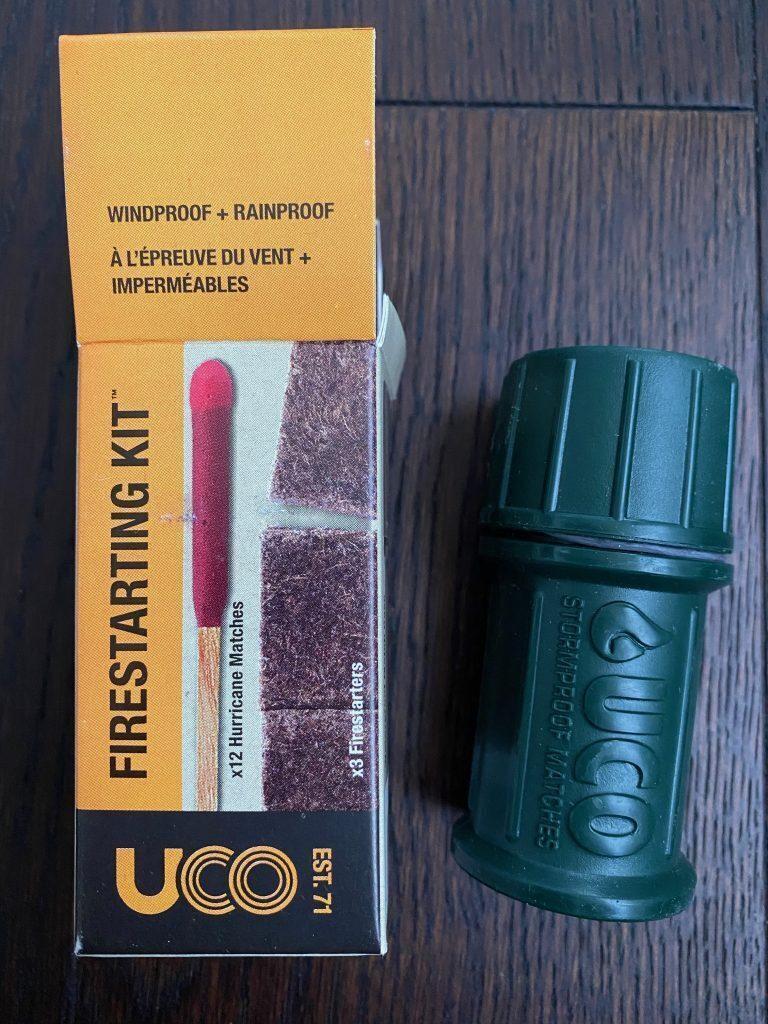 WINDPROOF + RAINPROOF
À L'ÉPREUVE DU VENT +
IMPERMÉABLES
FIRESTARTING KIT™
x12 Hurricane Matches
x3 Firestarters
UCO
EST. 71
UCO
STORMPROOF MATCHES